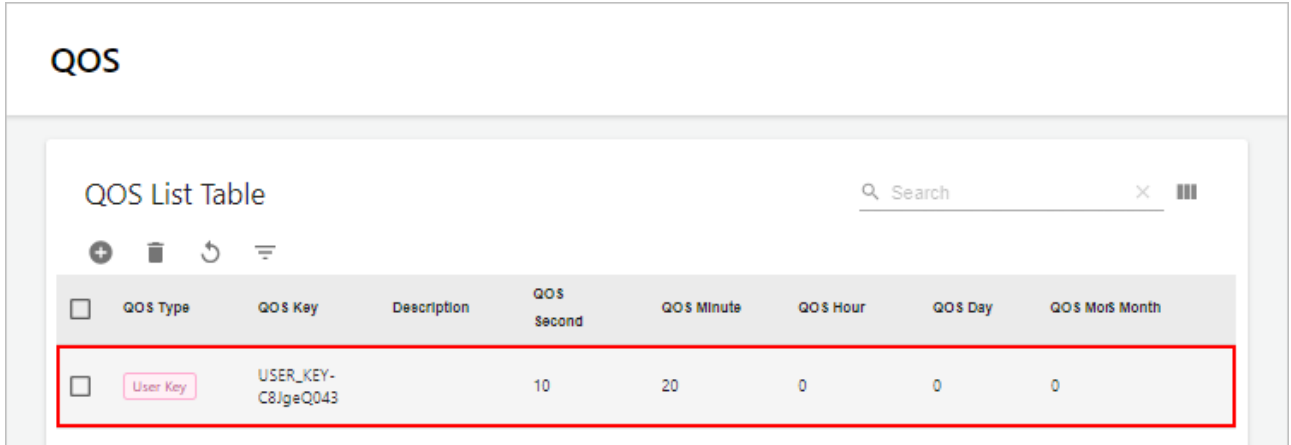 QOS
QOS List Table
Search
QOS Type QOS Key Description QOS Second QOS Minute QOS Hour QOS Day QOS MorS Month
User Key USER_KEY-C8JgeQ043 10 20 0 0 0